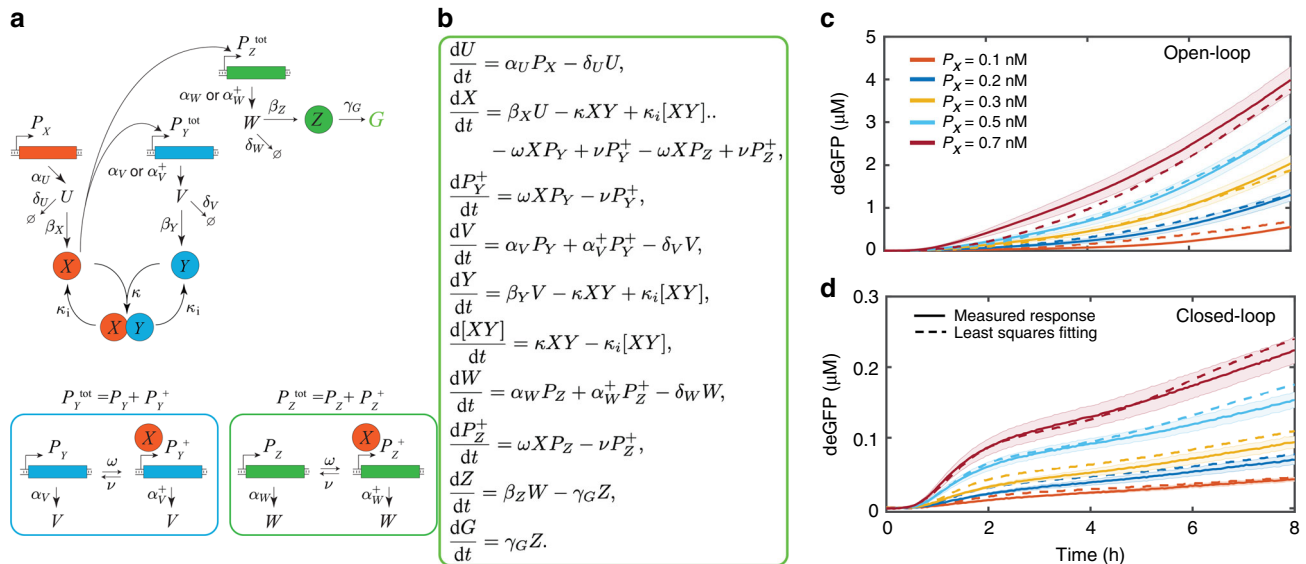 a
P_Z^tot
α_W or α_W^+
W
β_Z
Z
γ_G
G
δ_W
∅
P_X
P_Y^tot
α_V or α_V^+
α_U
δ_U
U
∅
V
δ_V
∅
β_X
β_Y
X
Y
κ
κ_i
κ_i
X
Y
P_Y^tot = P_Y + P_Y^+
X
P_Y
P_Y^+
ω
ν
α_V
α_V^+
V
V
P_Z^tot = P_Z + P_Z^+
X
P_Z
P_Z^+
ω
ν
α_W
α_W^+
W
W
b
dU/dt = α_U P_X − δ_U U,
dX/dt = β_X U − κXY + κ_i[XY]..
− ωXP_Y + νP_Y^+ − ωXP_Z + νP_Z^+,
dP_Y^+/dt = ωXP_Y − νP_Y^+,
dV/dt = α_V P_Y + α_V^+ P_Y^+ − δ_V V,
dY/dt = β_Y V − κXY + κ_i[XY],
d[XY]/dt = κXY − κ_i[XY],
dW/dt = α_W P_Z + α_W^+ P_Z^+ − δ_W W,
dP_Z^+/dt = ωXP_Z − νP_Z^+,
dZ/dt = β_Z W − γ_G Z,
dG/dt = γ_G Z.
c
Open-loop
P_X = 0.1 nM
P_X = 0.2 nM
P_X = 0.3 nM
P_X = 0.5 nM
P_X = 0.7 nM
deGFP (μM)
5
4
3
2
1
0
0 2 4 6 8
d
Closed-loop
Measured response
Least squares fitting
deGFP (μM)
0.3
0.2
0.1
0
0 2 4 6 8
Time (h)